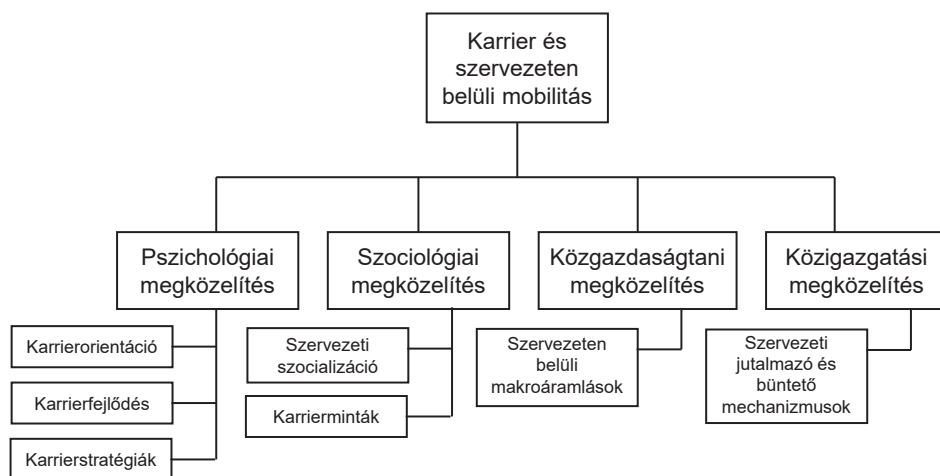 Karrier és
szervezeten
belüli mobilitás
Pszichológiai
megközelítés
Szociológiai
megközelítés
Közgazdaságtani
megközelítés
Közigazgatási
megközelítés
Karrierorientáció
Karrierfejlődés
Karrierstratégiák
Szervezeti
szocializáció
Karrierminták
Szervezeten
belüli
makroáramlások
Szervezeti
jutalmazó és
büntető
mechanizmusok